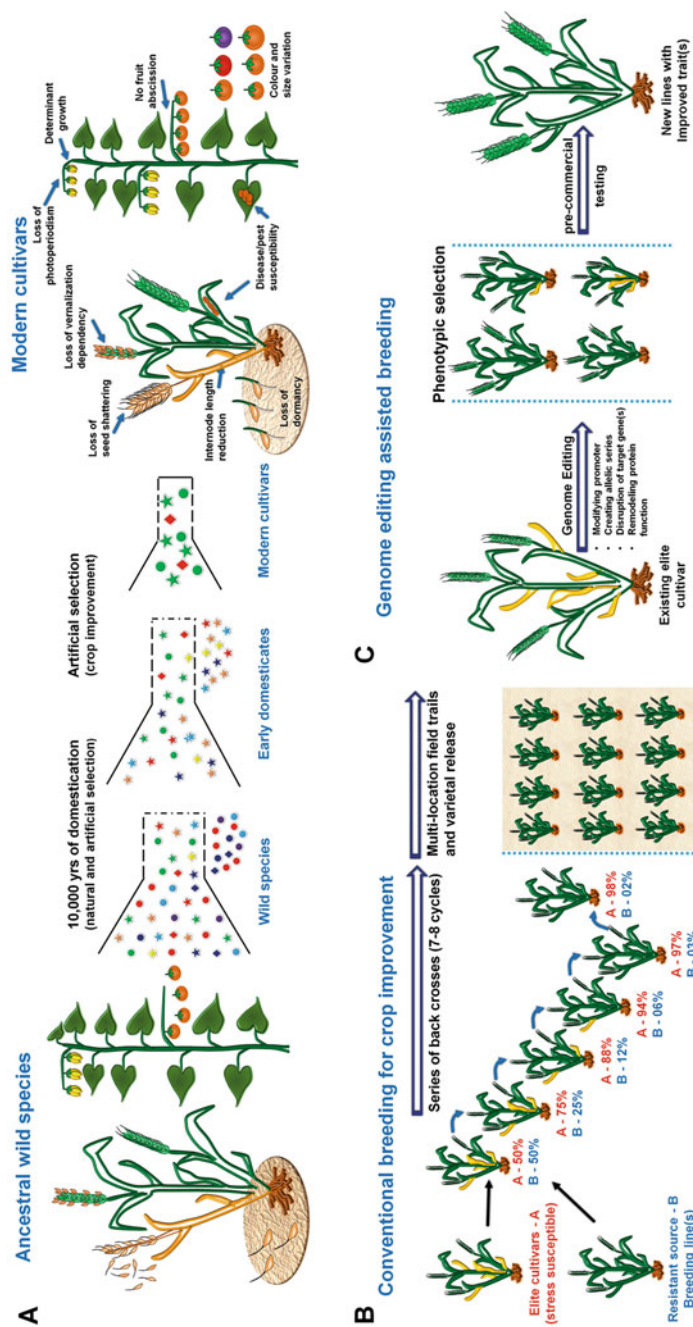 A
Ancestral wild species
10,000 yrs of domestication
(natural and artificial selection)
Artificial selection
(crop improvement)
Wild species
Early domesticates
Modern cultivars
Modern cultivars
Loss of
seed shattering
Loss of vernalization
dependency
Internode length
reduction
Loss of
dormancy
Disease/pest
susceptibility
Loss of
photoperiodism
Determinant
growth
No fruit
abscission
Colour and
size variation
B
Conventional breeding for crop improvement
Series of back crosses (7-8 cycles)
Multi-location field trails
and varietal release
Elite cultivars - A
(stress susceptible)
Resistant source - B
Breeding line(s)
A - 50%
B - 50%
A - 75%
B - 25%
A - 88%
B - 12%
A - 94%
B - 06%
A - 97%
B - 03%
A - 98%
B - 02%
C
Genome editing assisted breeding
Existing elite
cultivar
Genome Editing
• Modifying promoter
• Creating allelic series
• Disruption of target gene(s)
• Remodeling protein
function
Phenotypic selection
pre-commercial
testing
New lines with
Improved trait(s)